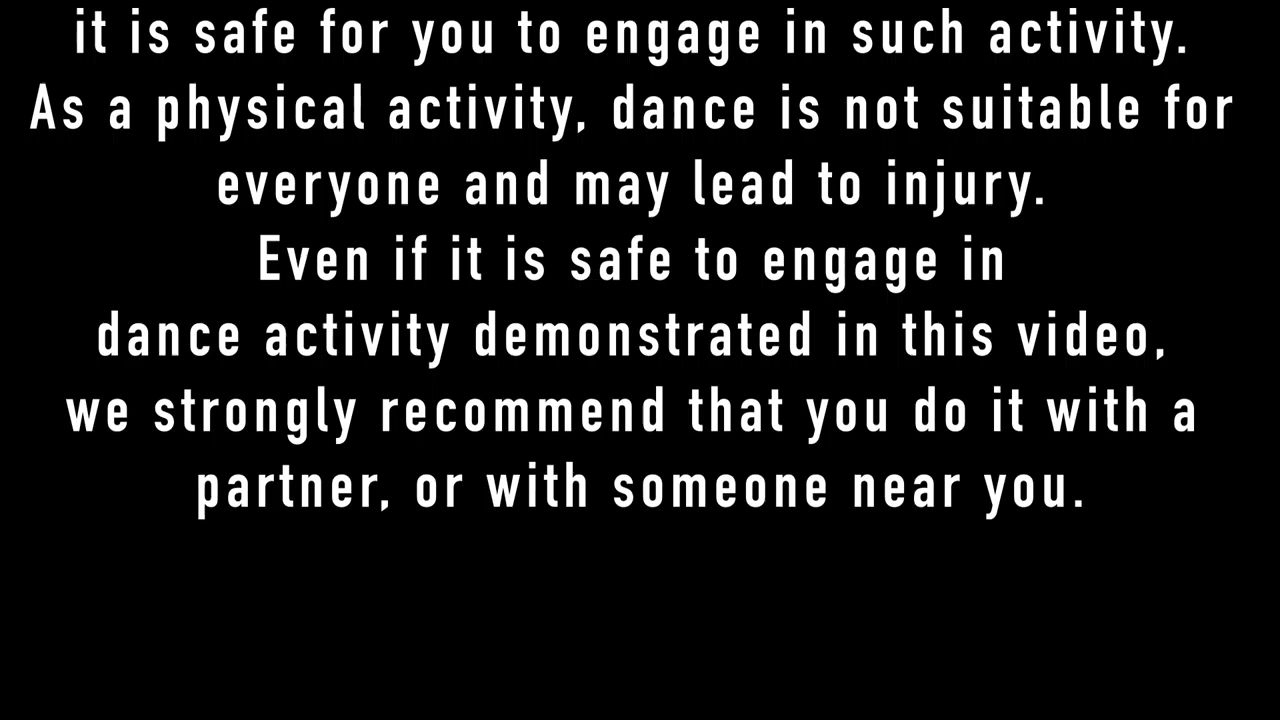 it is safe for you to engage in such activity.
As a physical activity, dance is not suitable for
everyone and may lead to injury.
Even if it is safe to engage in
dance activity demonstrated in this video,
we strongly recommend that you do it with a
partner, or with someone near you.